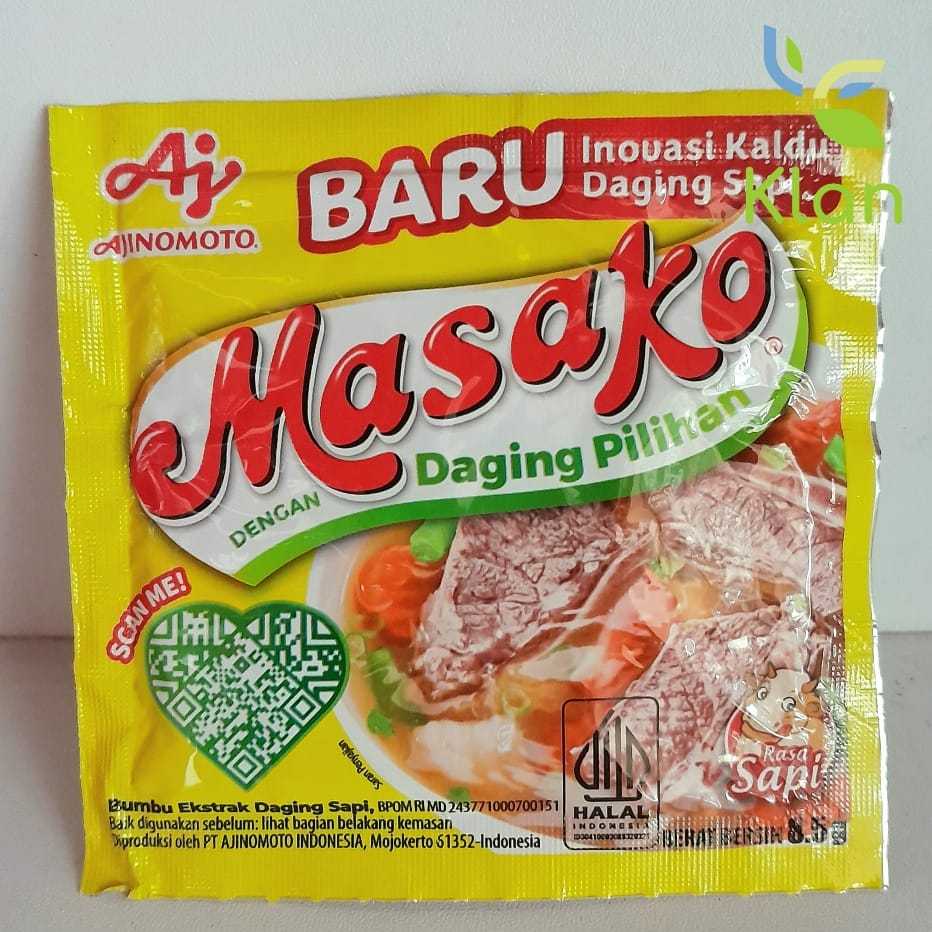 Klan
Aj
AJINOMOTO®
BARU
Inovasi Kaldu
Daging Sapi
Masako®
DENGAN Daging Pilihan
SCAN ME!
Saran Penyajian
Bumbu Ekstrak Daging Sapi, BPOM RI MD 243771000700151
Baik digunakan sebelum: lihat bagian belakang kemasan
Diproduksi oleh PT AJINOMOTO INDONESIA, Mojokerto 61352-Indonesia
HALAL
INDONESIA
Rasa
Sapi
BERAT BERSIH 8.5 g